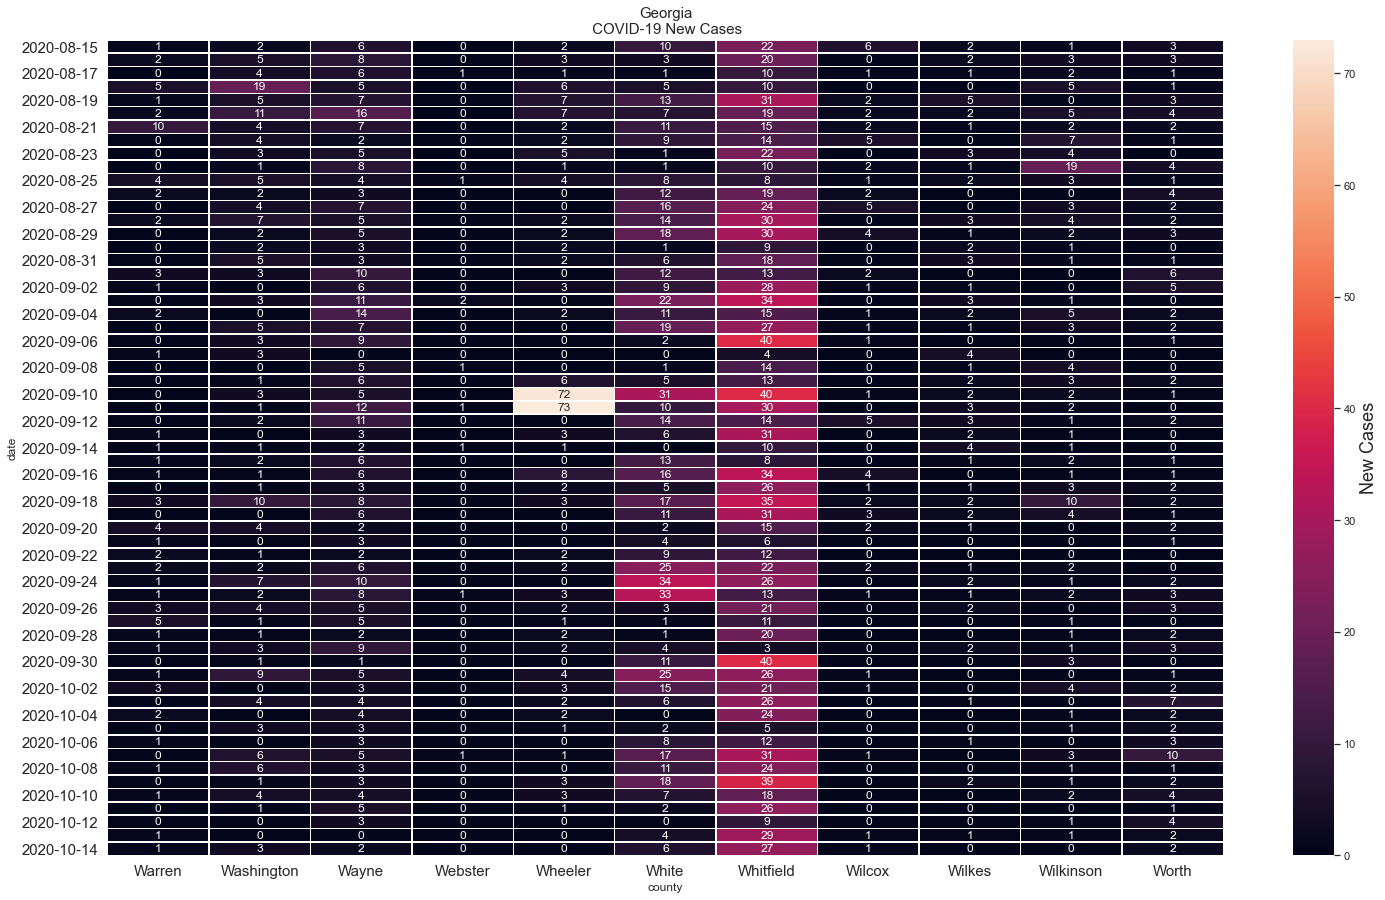 Georgia
COVID-19 New Cases
2020-08-15 1 2 6 0 2 10 22 6 2 1 3
2 5 8 0 3 3 20 0 2 3 3
2020-08-17 0 4 6 1 1 1 10 1 1 2 1
5 19 5 0 6 5 10 0 0 5 1
2020-08-19 1 5 7 0 7 13 31 2 5 0 3
2 11 16 0 7 7 19 2 2 5 4
2020-08-21 10 4 7 0 2 11 15 2 1 2 2
0 4 2 0 2 9 14 5 0 7 1
2020-08-23 0 3 5 0 5 1 22 0 3 4 0
0 1 8 0 1 1 10 2 1 19 4
2020-08-25 4 5 4 1 4 8 8 1 2 3 1
2 2 3 0 0 12 19 2 0 0 4
2020-08-27 0 4 7 0 0 16 24 5 0 3 2
2 7 5 0 2 14 30 0 3 4 2
2020-08-29 0 2 5 0 2 18 30 4 1 2 3
0 2 3 0 2 1 9 0 2 1 0
2020-08-31 0 5 3 0 2 6 18 0 3 1 1
3 3 10 0 0 12 13 2 0 0 6
2020-09-02 1 0 6 0 3 9 28 1 1 0 5
0 3 11 2 0 22 34 0 3 1 0
2020-09-04 2 0 14 0 2 11 15 1 2 5 2
0 5 7 0 0 19 27 1 1 3 2
2020-09-06 0 3 9 0 0 2 40 1 0 0 1
1 3 0 0 0 0 4 0 4 0 0
2020-09-08 0 0 5 1 0 1 14 0 1 4 0
0 1 6 0 6 5 13 0 2 3 2
2020-09-10 0 3 5 0 72 31 40 1 2 2 1
0 1 12 1 73 10 30 0 3 2 0
2020-09-12 0 2 11 0 0 14 14 5 3 1 2
1 0 3 0 3 6 31 0 2 1 0
2020-09-14 1 1 2 1 1 0 10 0 4 1 0
1 2 6 0 0 13 8 0 1 2 1
2020-09-16 1 1 6 0 8 16 34 4 0 1 1
0 1 3 0 2 5 26 1 1 3 2
2020-09-18 3 10 8 0 3 17 35 2 2 10 2
0 0 6 0 0 11 31 3 2 4 1
2020-09-20 4 4 2 0 0 2 15 2 1 0 2
1 0 3 0 0 4 6 0 0 0 1
2020-09-22 2 1 2 0 2 9 12 0 0 0 0
2 2 6 0 2 25 22 2 1 2 0
2020-09-24 1 7 10 0 0 34 26 0 2 1 2
1 2 8 1 3 33 13 1 1 2 3
2020-09-26 3 4 5 0 2 3 21 0 2 0 3
5 1 5 0 1 1 11 0 0 1 0
2020-09-28 1 1 2 0 2 1 20 0 0 1 2
1 3 9 0 2 4 3 0 2 1 3
2020-09-30 0 1 1 0 0 11 40 0 0 3 0
1 9 5 0 4 25 26 1 0 0 1
2020-10-02 3 0 3 0 3 15 21 1 0 4 2
0 4 4 0 2 6 26 0 1 0 7
2020-10-04 2 0 4 0 2 0 24 0 0 1 2
0 3 3 0 1 2 5 0 0 1 2
2020-10-06 1 0 3 0 0 8 12 0 1 0 3
0 6 5 1 1 17 31 1 0 3 10
2020-10-08 1 6 3 0 0 11 24 0 0 1 1
0 1 3 0 3 18 39 0 2 1 2
2020-10-10 1 4 4 0 3 7 18 0 0 2 4
0 1 5 0 1 2 26 0 0 0 1
2020-10-12 0 0 3 0 0 0 9 0 0 1 4
1 0 0 0 0 4 29 1 1 1 2
2020-10-14 1 3 2 0 0 6 27 1 0 0 2
Warren Washington Wayne Webster Wheeler White Whitfield Wilcox Wilkes Wilkinson Worth
county
date
70
60
50
40
30
20
10
0
New Cases